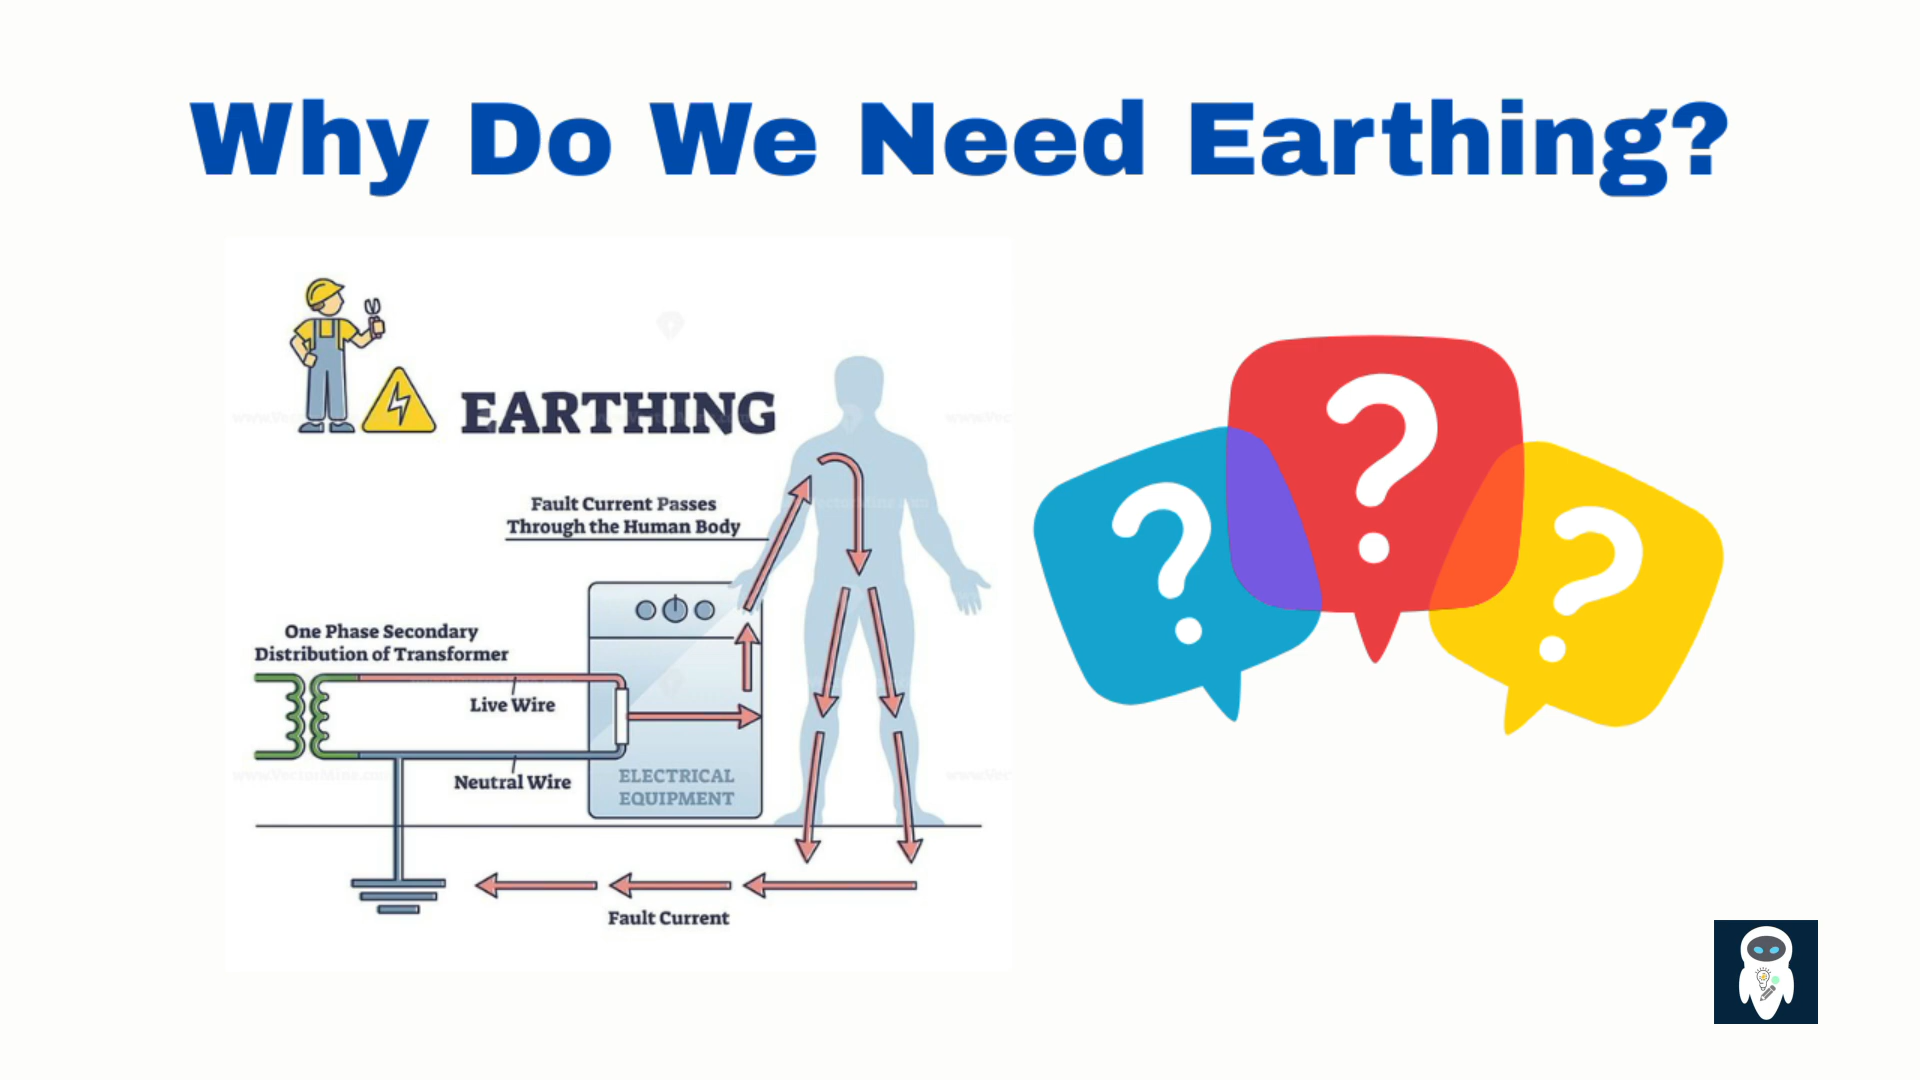 Why Do We Need Earthing?
EARTHING
Fault Current Passes
Through the Human Body
One Phase Secondary
Distribution of Transformer
Live Wire
Neutral Wire
ELECTRICAL
EQUIPMENT
Fault Current